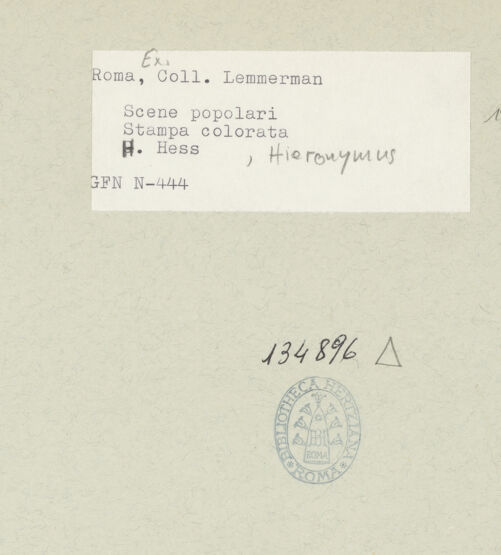 Ex.
Roma, Coll. Lemmerman
Scene popolari
Stampa colorata
H. Hess , Hieronymus
GFN N-444
134896
BIBLIOTHECA HERTZIANA
ROMA
ROMA